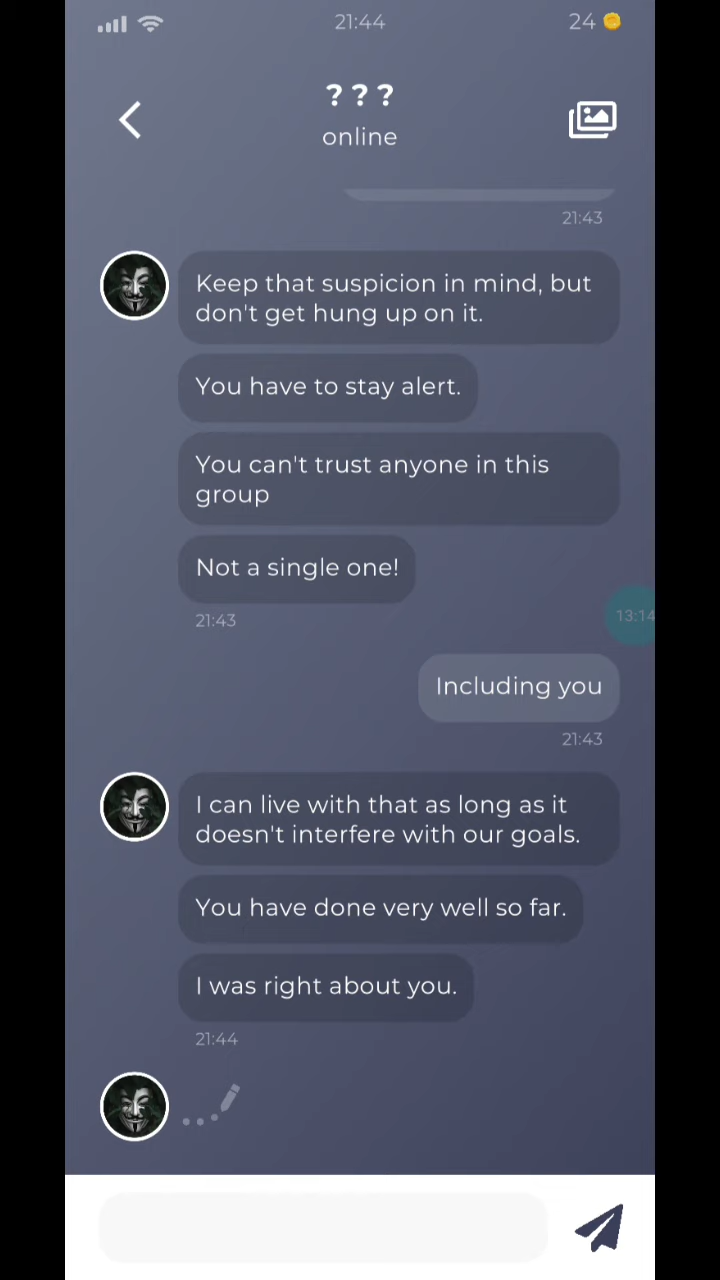 21:44
24
???
online
21:43
Keep that suspicion in mind, but
don't get hung up on it.
You have to stay alert.
You can't trust anyone in this
group
Not a single one!
21:43
13:14
Including you
21:43
I can live with that as long as it
doesn't interfere with our goals.
You have done very well so far.
I was right about you.
21:44